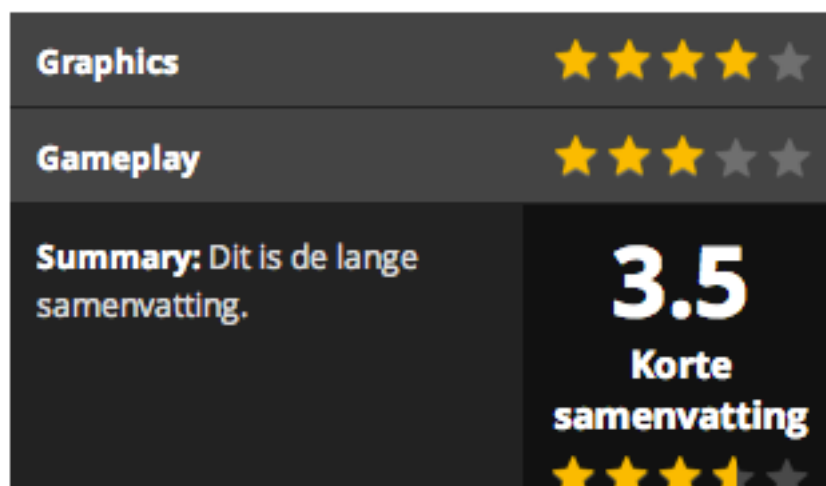 Graphics
Gameplay
Summary: Dit is de lange
samenvatting.
3.5
Korte
samenvatting